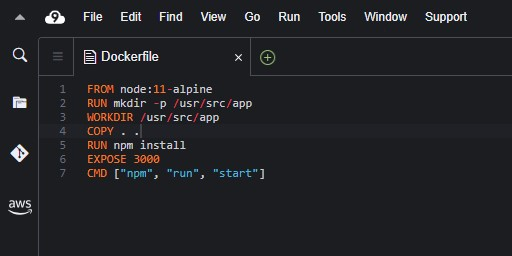 9 File Edit Find View Go Run Tools Window Support
Dockerfile
1 FROM node:11-alpine
2 RUN mkdir -p /usr/src/app
3 WORKDIR /usr/src/app
4 COPY . .
5 RUN npm install
6 EXPOSE 3000
7 CMD ["npm", "run", "start"]
aws